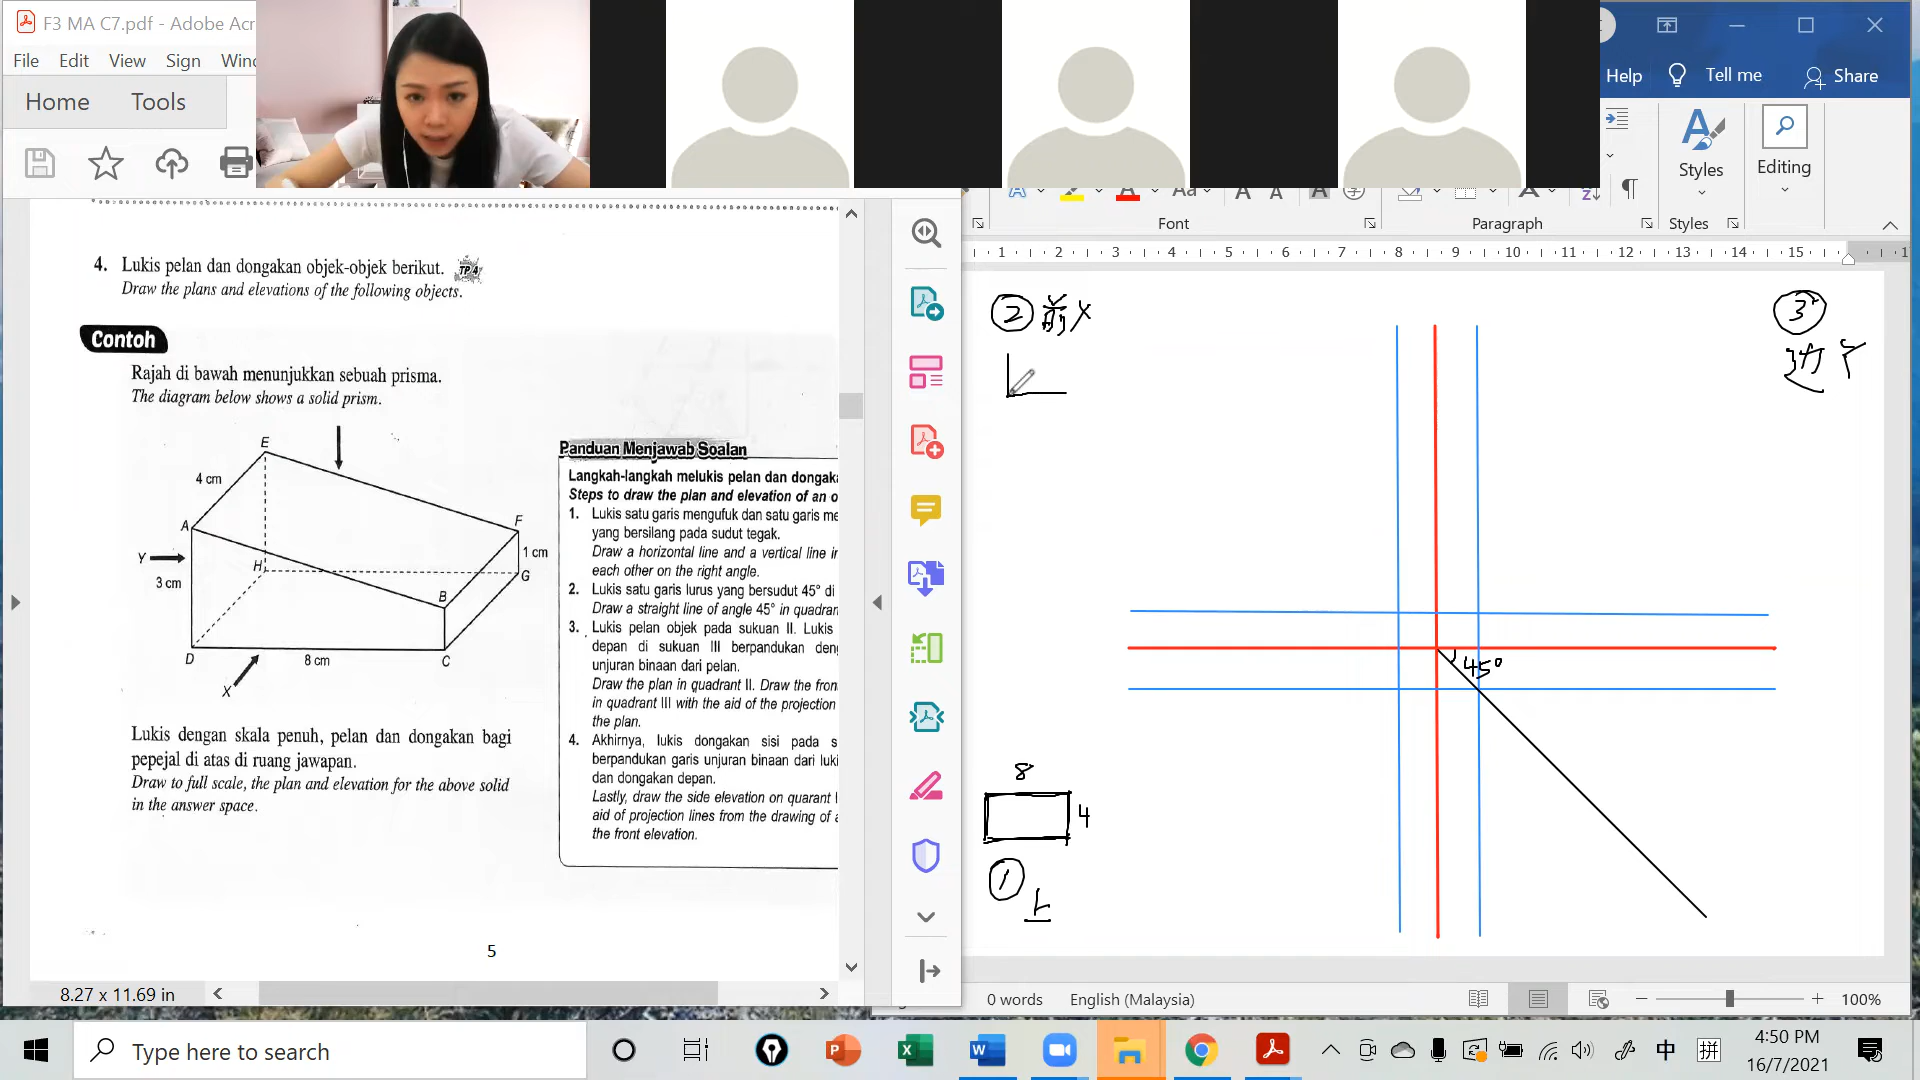 F3 MA C7.pdf - Adobe Acr
File Edit View Sign Wind
Home Tools
4. Lukis pelan dan dongakan objek-objek berikut. TP 4
Draw the plans and elevations of the following objects.
Contoh
Rajah di bawah menunjukkan sebuah prisma.
The diagram below shows a solid prism.
E
4 cm
A
F
Y
1 cm
H
G
3 cm
B
D
8 cm
C
X
Lukis dengan skala penuh, pelan dan dongakan bagi
pepejal di atas di ruang jawapan.
Draw to full scale, the plan and elevation for the above solid
in the answer space.
Panduan Menjawab Soalan
Langkah-langkah melukis pelan dan dongaka
Steps to draw the plan and elevation of an o
1. Lukis satu garis mengufuk dan satu garis me
yang bersilang pada sudut tegak.
Draw a horizontal line and a vertical line in
each other on the right angle.
2. Lukis satu garis lurus yang bersudut 45° di
Draw a straight line of angle 45° in quadran
3. Lukis pelan objek pada sukuan II. Lukis
depan di sukuan III berpandukan den
unjuran binaan dari pelan.
Draw the plan in quadrant II. Draw the fron
in quadrant III with the aid of the projection
the plan.
4. Akhirnya, lukis dongakan sisi pada s
berpandukan garis unjuran binaan dari luki
dan dongakan depan.
Lastly, draw the side elevation on quarant I
aid of projection lines from the drawing of a
the front elevation.
5
8.27 x 11.69 in
Help Tell me Share
Styles
Editing
Font Paragraph Styles
1 2 3 4 5 6 7 8 9 10 11 12 13 14 15 17
② 前 X
③
Y
45°
8
4
①
上
0 words English (Malaysia) 100%
Type here to search
中 拼
4:50 PM
16/7/2021